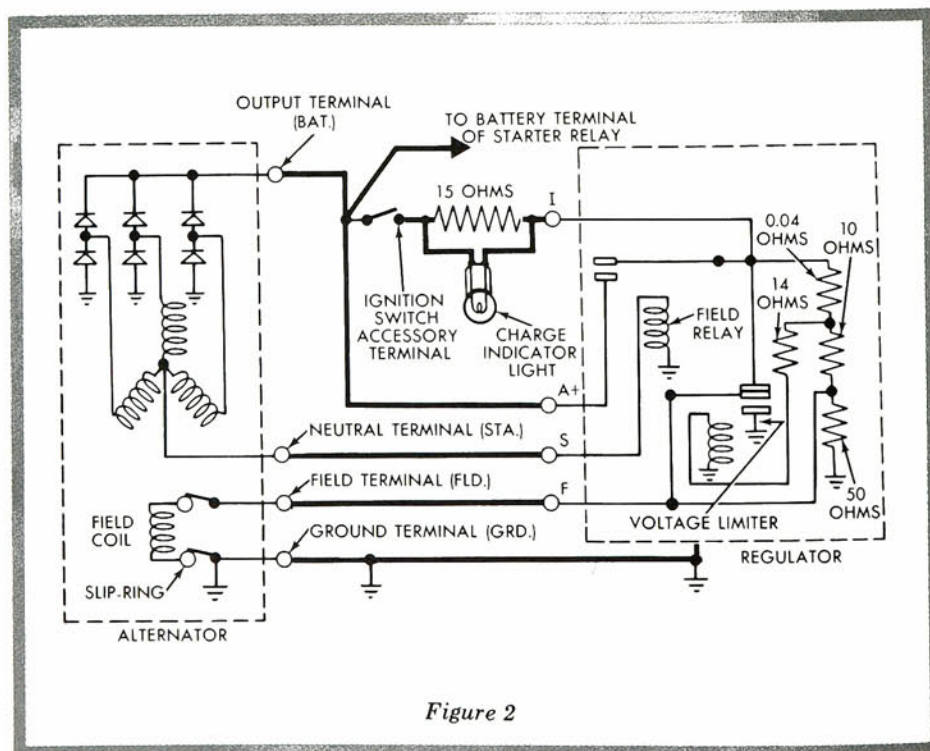 OUTPUT TERMINAL
(BAT.)
TO BATTERY TERMINAL
OF STARTER RELAY
15 OHMS
I
0.04
OHMS
10
OHMS
14
OHMS
IGNITION
SWITCH
ACCESSORY
TERMINAL
CHARGE
INDICATOR
LIGHT
FIELD
RELAY
A+
NEUTRAL TERMINAL (STA.)
S
FIELD TERMINAL (FLD.)
F
FIELD
COIL
GROUND TERMINAL (GRD.)
VOLTAGE LIMITER
50
OHMS
SLIP-RING
REGULATOR
ALTERNATOR
Figure 2